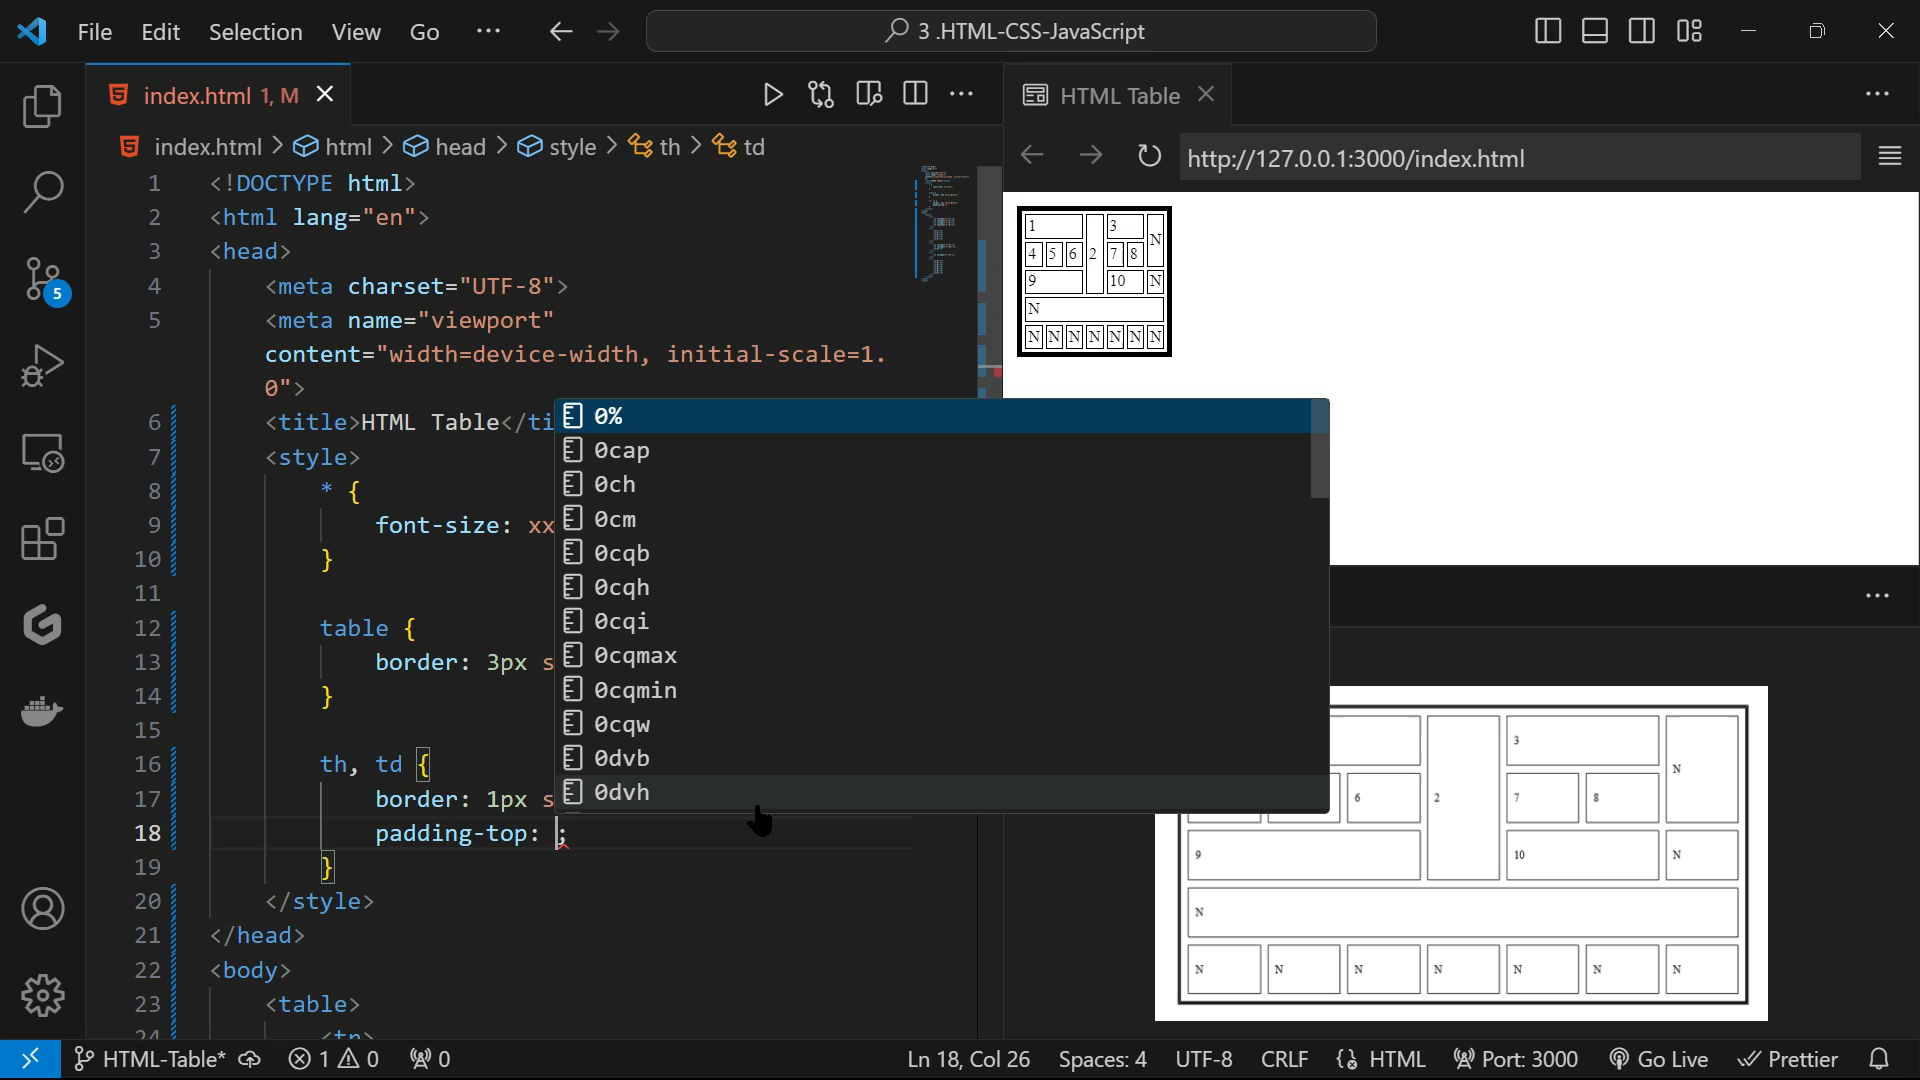 File Edit Selection View Go ··· 3 .HTML-CSS-JavaScript
index.html 1, M
HTML Table
index.html > html > head > style > th > td
http://127.0.0.1:3000/index.html
1 <!DOCTYPE html>
2 <html lang="en">
3 <head>
4 <meta charset="UTF-8">
5 <meta name="viewport"
content="width=device-width, initial-scale=1.
0">
6 <title>HTML Table</ti
7 <style>
8 * {
9 font-size: xx
10 }
11
12 table {
13 border: 3px s
14 }
15
16 th, td {
17 border: 1px s
18 padding-top: ;
19 }
20 </style>
21 </head>
22 <body>
23 <table>
24 <tr>
0%
0cap
0ch
0cm
0cqb
0cqh
0cqi
0cqmax
0cqmin
0cqw
0dvb
0dvh
1 3 N
4 5 6 2 7 8
9 10 N
N
N N N N N N N
3 N
6 2 7 8
9 10 N
N
N N N N N N N
5
HTML-Table* 1 0 0 Ln 18, Col 26 Spaces: 4 UTF-8 CRLF HTML Port: 3000 Go Live Prettier